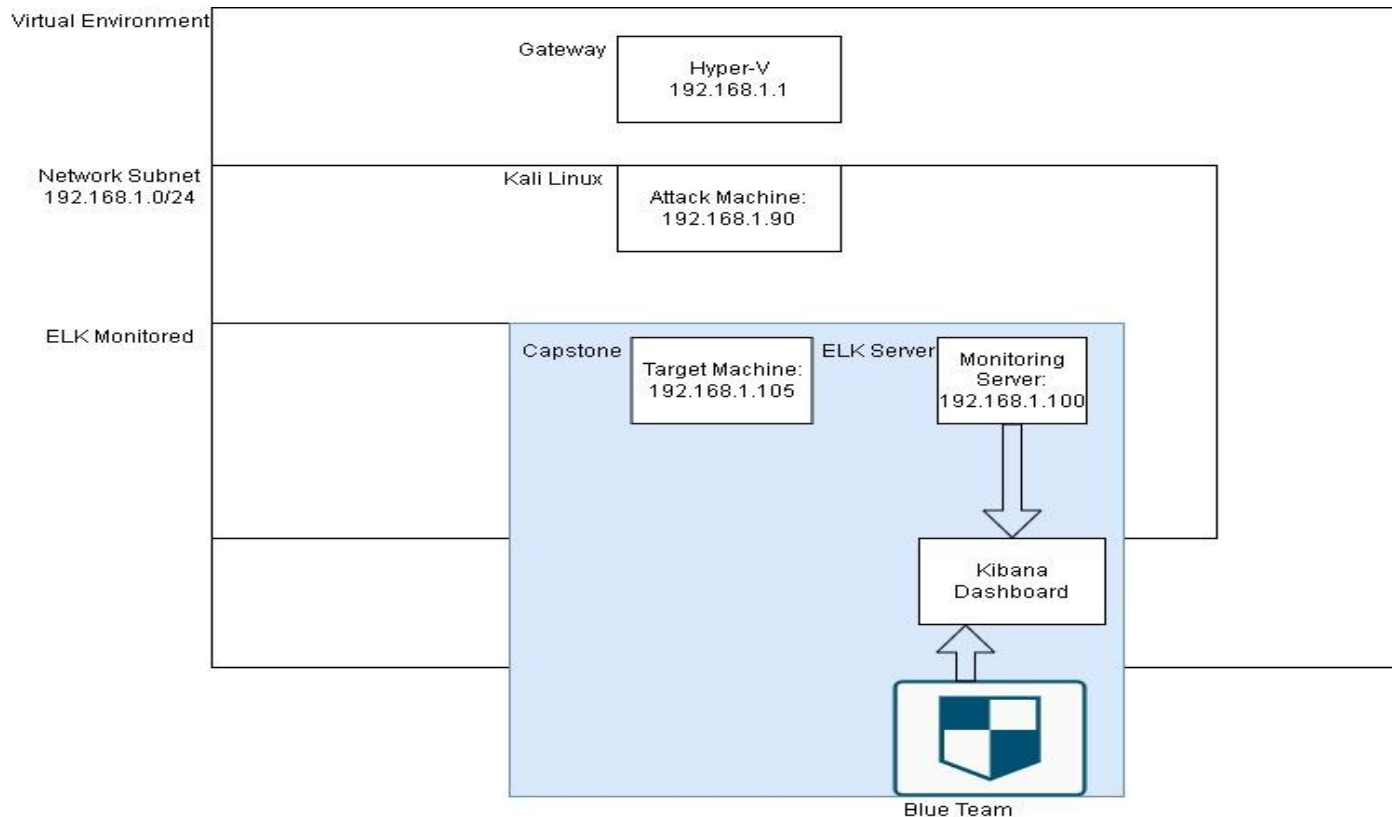 Virtual Environment
Gateway
Hyper-V
192.168.1.1
Network Subnet
192.168.1.0/24
Kali Linux
Attack Machine:
192.168.1.90
ELK Monitored
Capstone
Target Machine:
192.168.1.105
ELK Server
Monitoring
Server:
192.168.1.100
Kibana
Dashboard
Blue Team